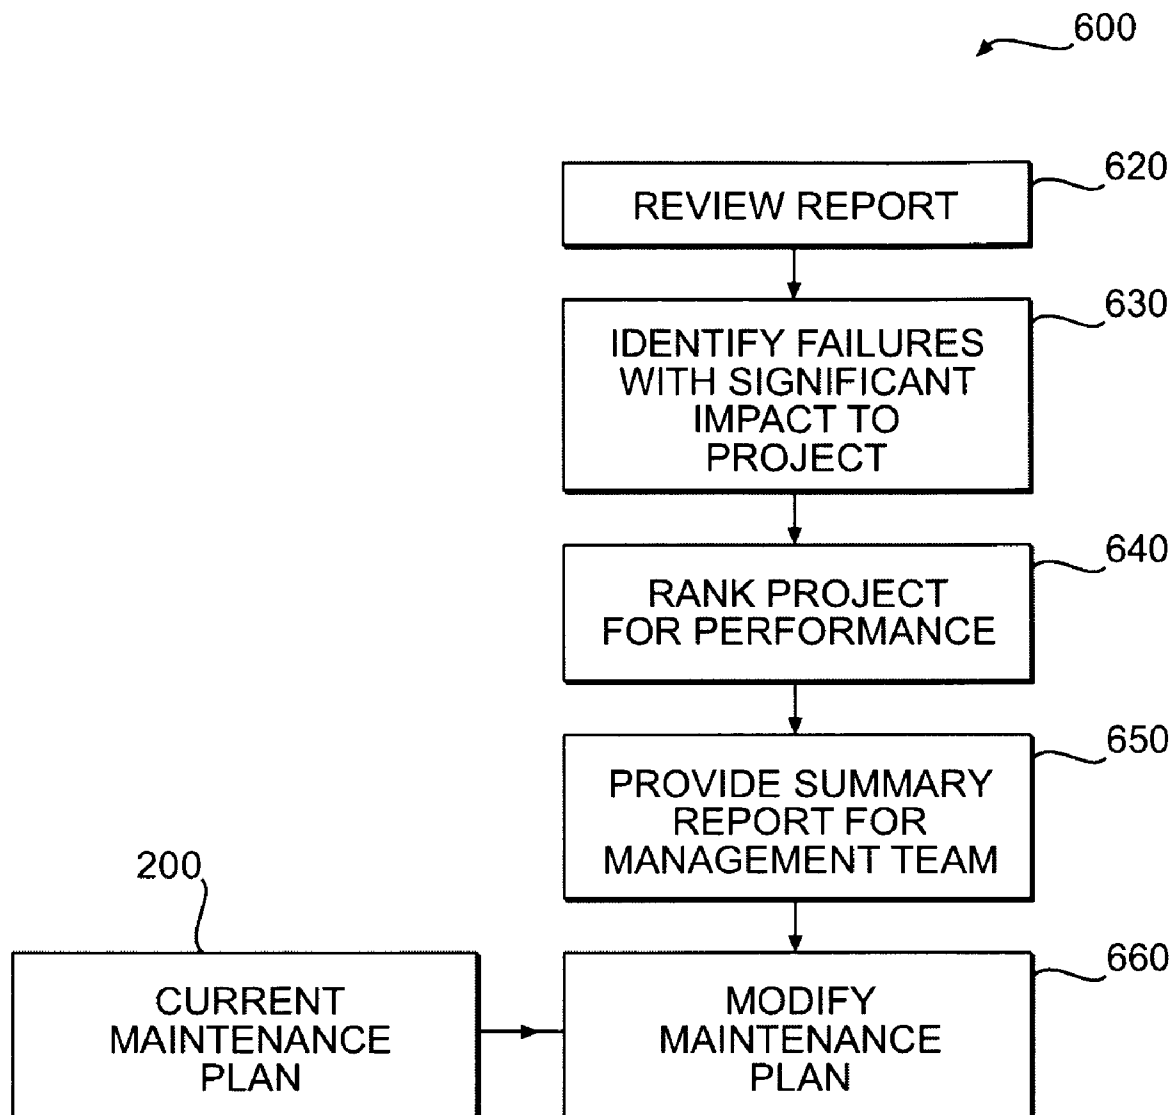 600
620
REVIEW REPORT
630
IDENTIFY FAILURES
WITH SIGNIFICANT
IMPACT TO
PROJECT
640
RANK PROJECT
FOR PERFORMANCE
650
PROVIDE SUMMARY
REPORT FOR
MANAGEMENT TEAM
200
CURRENT
MAINTENANCE
PLAN
660
MODIFY
MAINTENANCE
PLAN